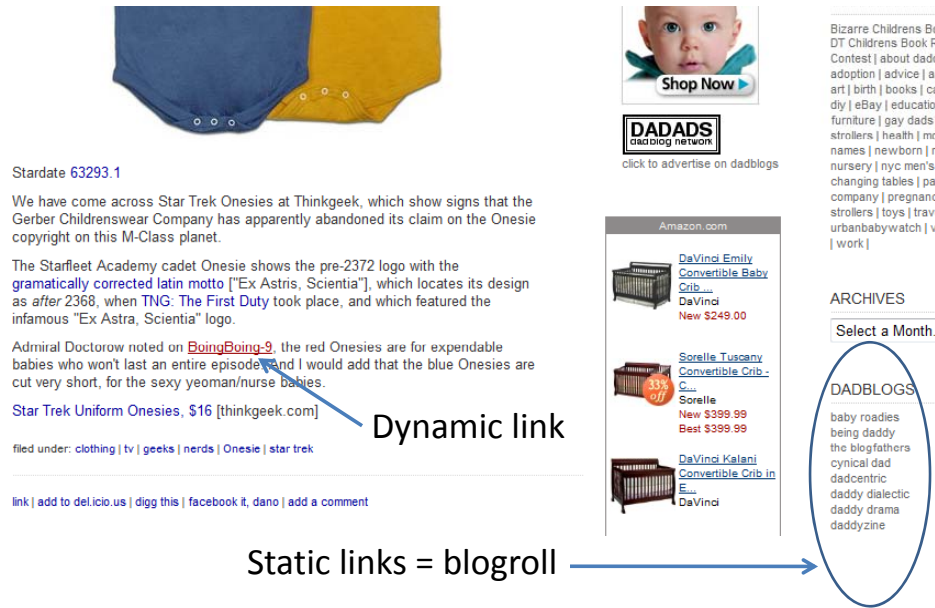 Stardate 63293.1
We have come across Star Trek Onesies at Thinkgeek, which show signs that the
Gerber Childrenswear Company has apparently abandoned its claim on the Onesie
copyright on this M-Class planet.
The Starfleet Academy cadet Onesie shows the pre-2372 logo with the
gramatically corrected latin motto ["Ex Astris, Scientia"], which locates its design
as after 2368, when TNG: The First Duty took place, and which featured the
infamous "Ex Astra, Scientia" logo.
Admiral Doctorow noted on BoingBoing-9, the red Onesies are for expendable
babies who won't last an entire episode. And I would add that the blue Onesies are
cut very short, for the sexy yeoman/nurse babies.
Star Trek Uniform Onesies, $16 [thinkgeek.com]
Dynamic link
filed under: clothing | tv | geeks | nerds | Onesie | star trek
link | add to del.icio.us | digg this | facebook it, dano | add a comment
Static links = blogroll
Shop Now
DADADS
dad blog network
click to advertise on dadblogs
Amazon.com
DaVinci Emily
Convertible Baby
Crib ...
DaVinci
New $249.00
33%
off
Sorelle Tuscany
Convertible Crib -
C...
Sorelle
New $399.99
Best $399.99
DaVinci Kalani
Convertible Crib in
E...
DaVinci
Bizarre Childrens
DT Childrens Book
Contest | about
adoption | advice |
art | birth | books |
diy | eBay |
furniture | gay dads
strollers | health |
names | newborn |
nursery | nyc men's
changing tables |
company |
strollers | toys |
urbanbabywatch |
| work |
ARCHIVES
Select a Month.
DADBLOGS
baby roadies
being daddy
the blogfathers
cynical dad
dadcentric
daddy dialectic
daddy drama
daddyzine